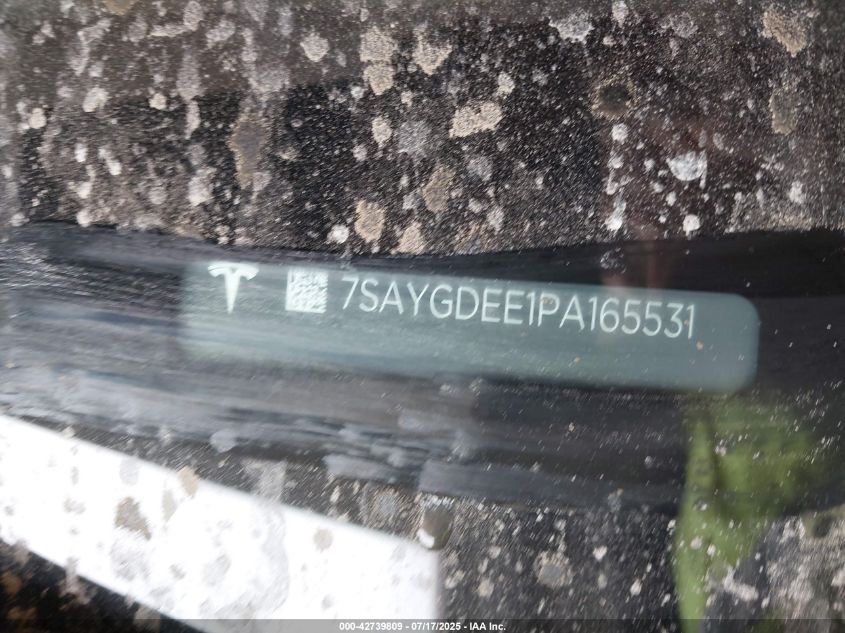 7SAYGDEE1PA165531
000-42739809 - 07/17/2025 - IAA Inc.